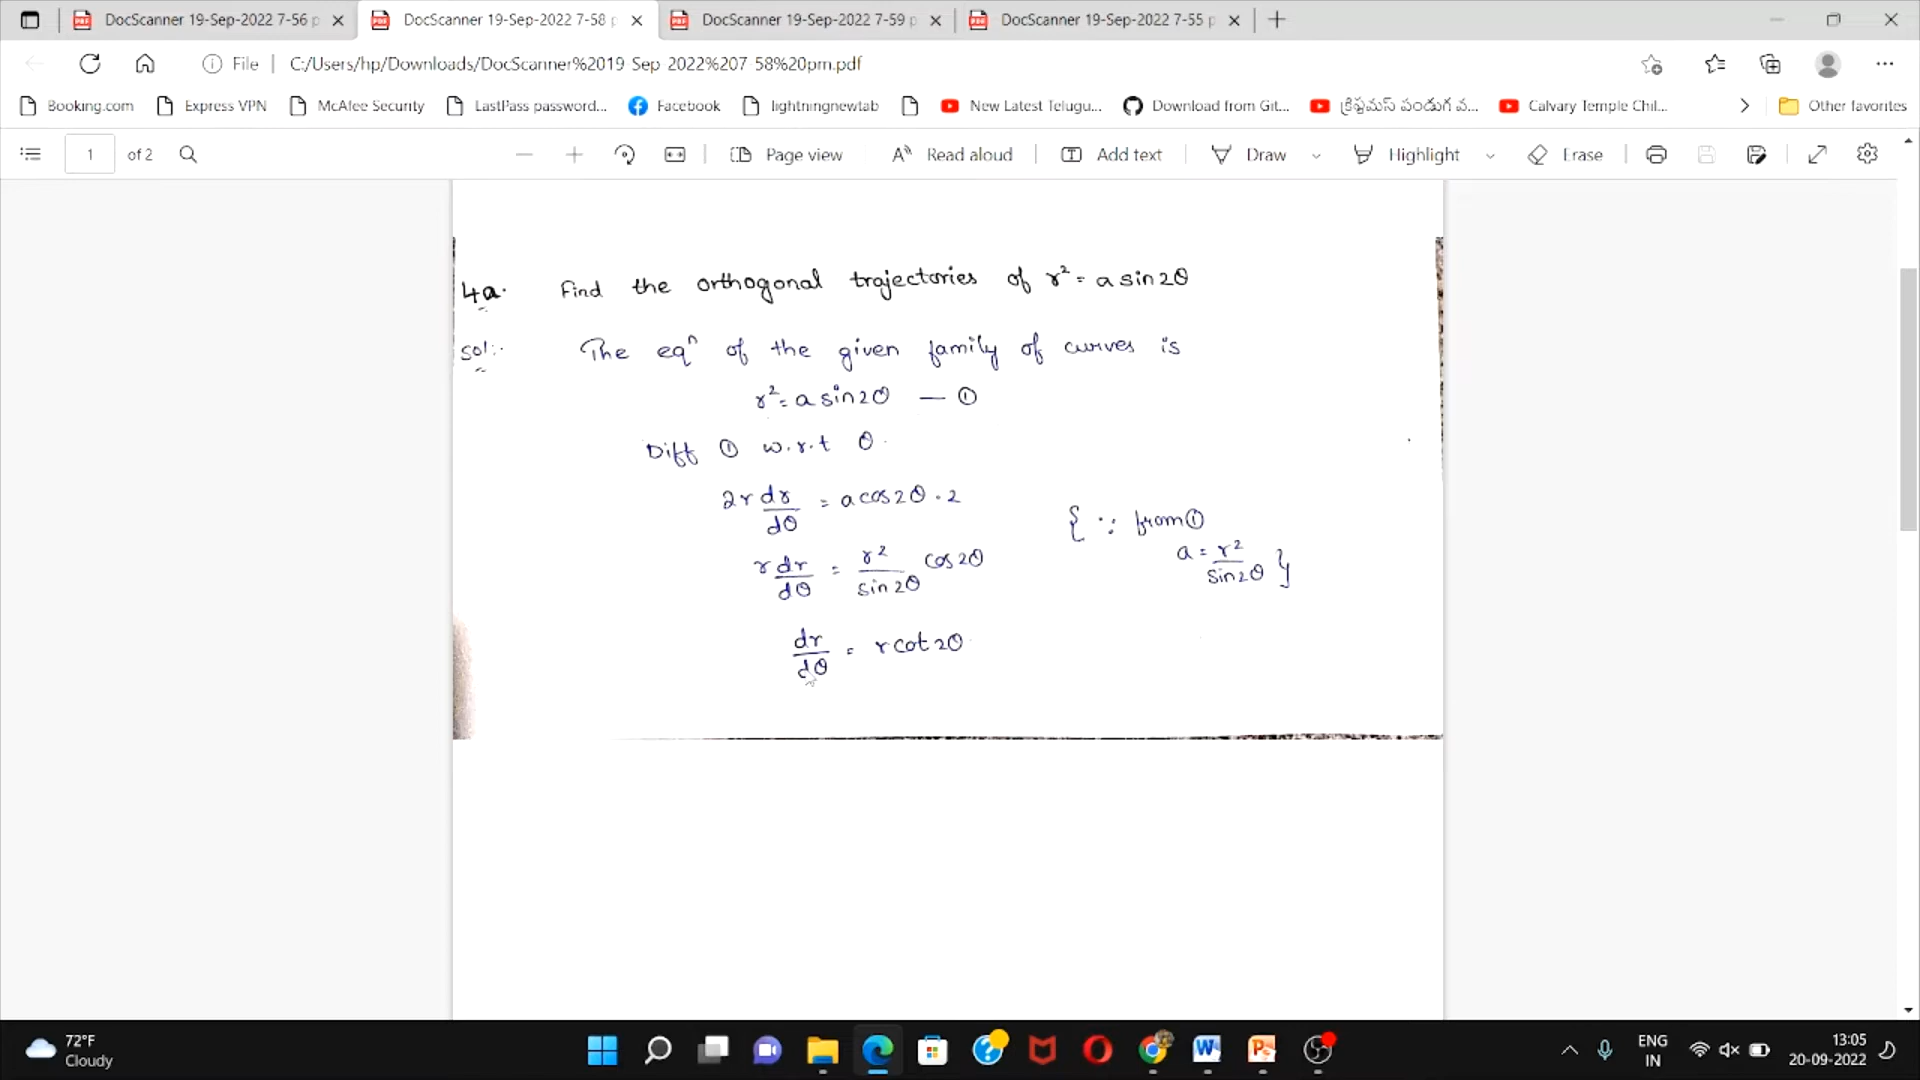 DocScanner 19-Sep-2022 7-56 p
DocScanner 19-Sep-2022 7-58 p
DocScanner 19-Sep-2022 7-59 p
DocScanner 19-Sep-2022 7-55 p
File
C:/Users/hp/Downloads/DocScanner%2019-Sep-2022%207-58%20pm.pdf
Booking.com
Express VPN
McAfee Security
LastPass password...
Facebook
lightningnewtab
New Latest Telugu...
Download from Git...
క్రిష్టమస్ పండుగ వ...
Calvary Temple Chil...
Other favorites
1 of 2
Page view
Read aloud
Add text
Draw
Highlight
Erase
4a. Find the orthogonal trajectories of r² = a sin2θ
Sol:- The eqⁿ of the given family of curves is
r² = a sin2θ — ①
Diff ① w.r.t θ.
2r dr/dθ = a cos2θ . 2
{ ∵ from ①
r dr/dθ = r²/sin2θ cos2θ
a = r²/sin2θ }
dr/dθ = r cot2θ
72°F
Cloudy
ENG
IN
13:05
20-09-2022